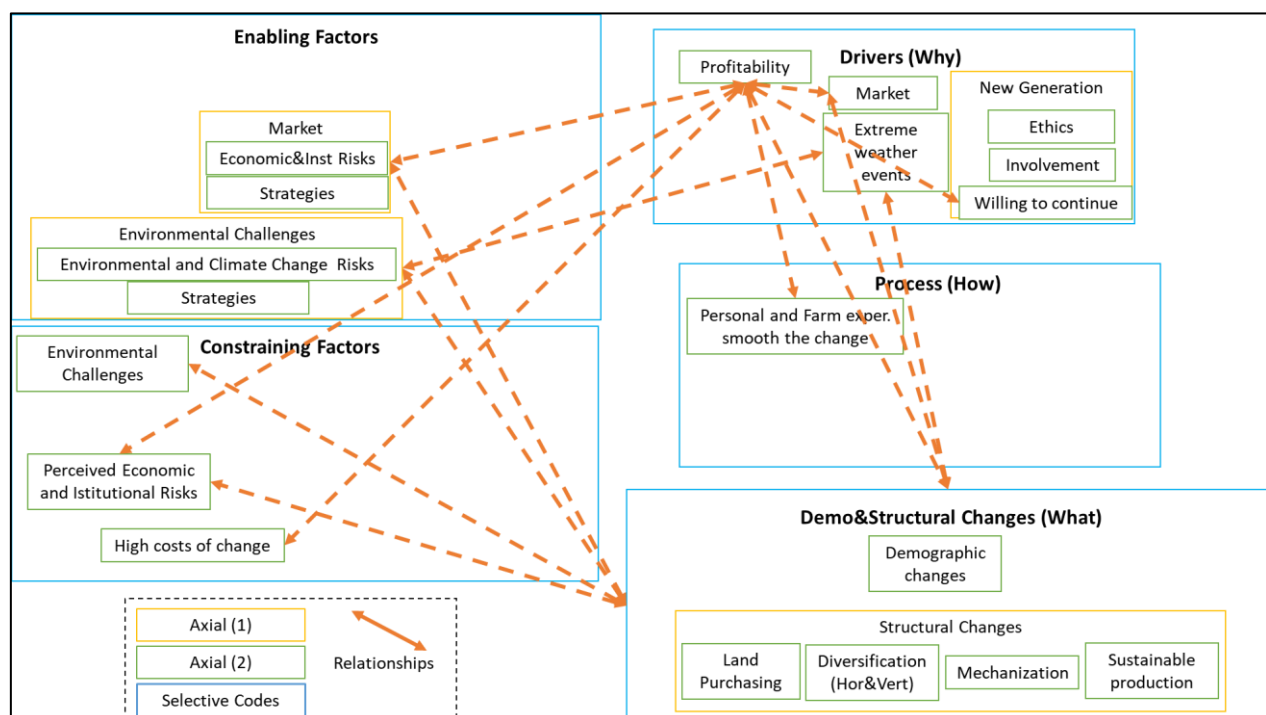 Enabling Factors
Market
Economic&Inst Risks
Strategies
Environmental Challenges
Environmental and Climate Change Risks
Strategies
Constraining Factors
Environmental
Challenges
Perceived Economic
and Istitutional Risks
High costs of change
Axial (1)
Axial (2)
Selective Codes
Relationships
Drivers (Why)
Profitability
Market
Extreme
weather
events
New Generation
Ethics
Involvement
Willing to continue
Process (How)
Personal and Farm exper.
smooth the change
Demo&Structural Changes (What)
Demographic
changes
Structural Changes
Land
Purchasing
Diversification
(Hor&Vert)
Mechanization
Sustainable
production